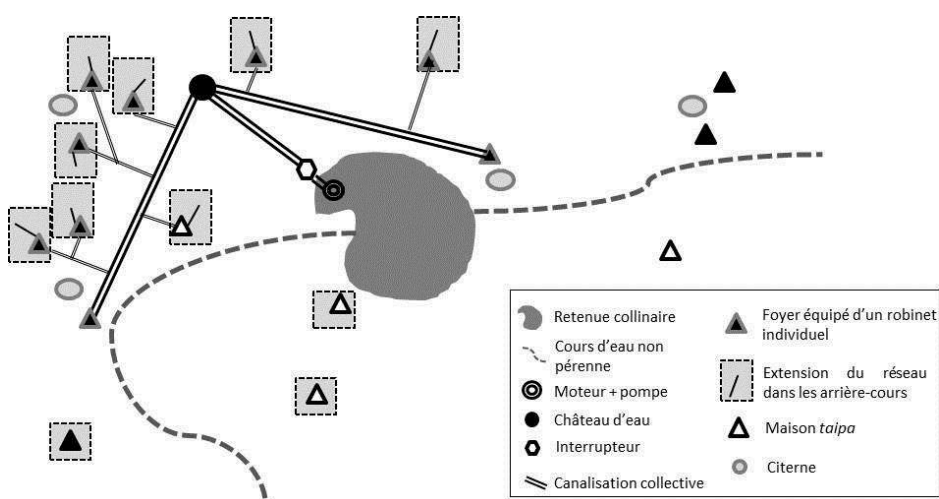 Retenue collinaire
Cours d'eau non
pérenne
Moteur + pompe
Château d'eau
Interrupteur
Canalisation collective
Foyer équipé d'un robinet
individuel
Extension du réseau
dans les arrière-cours
Maison taipa
Citerne